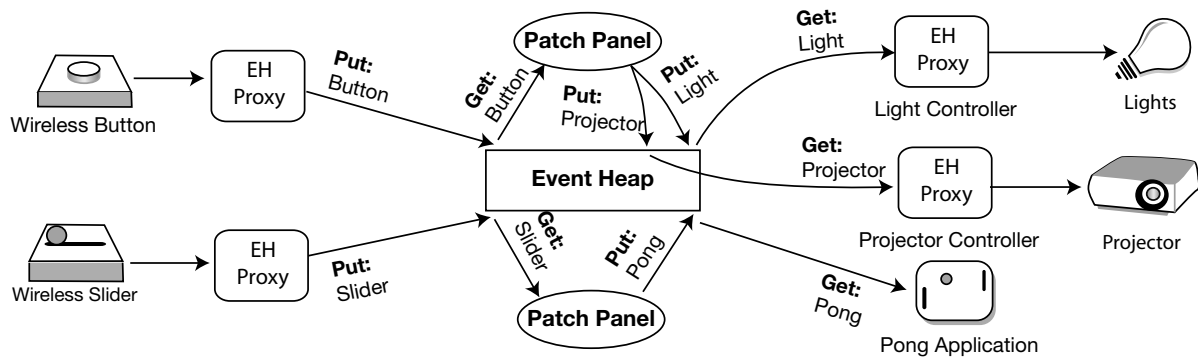 Wireless Button
EH
Proxy
Put:
Button
Get:
Button
Patch Panel
Put:
Projector
Put:
Light
Event Heap
Get:
Light
EH
Proxy
Light Controller
Lights
Get:
Projector
EH
Proxy
Projector Controller
Projector
Wireless Slider
EH
Proxy
Put:
Slider
Get:
Slider
Patch Panel
Put:
Pong
Get:
Pong
Pong Application